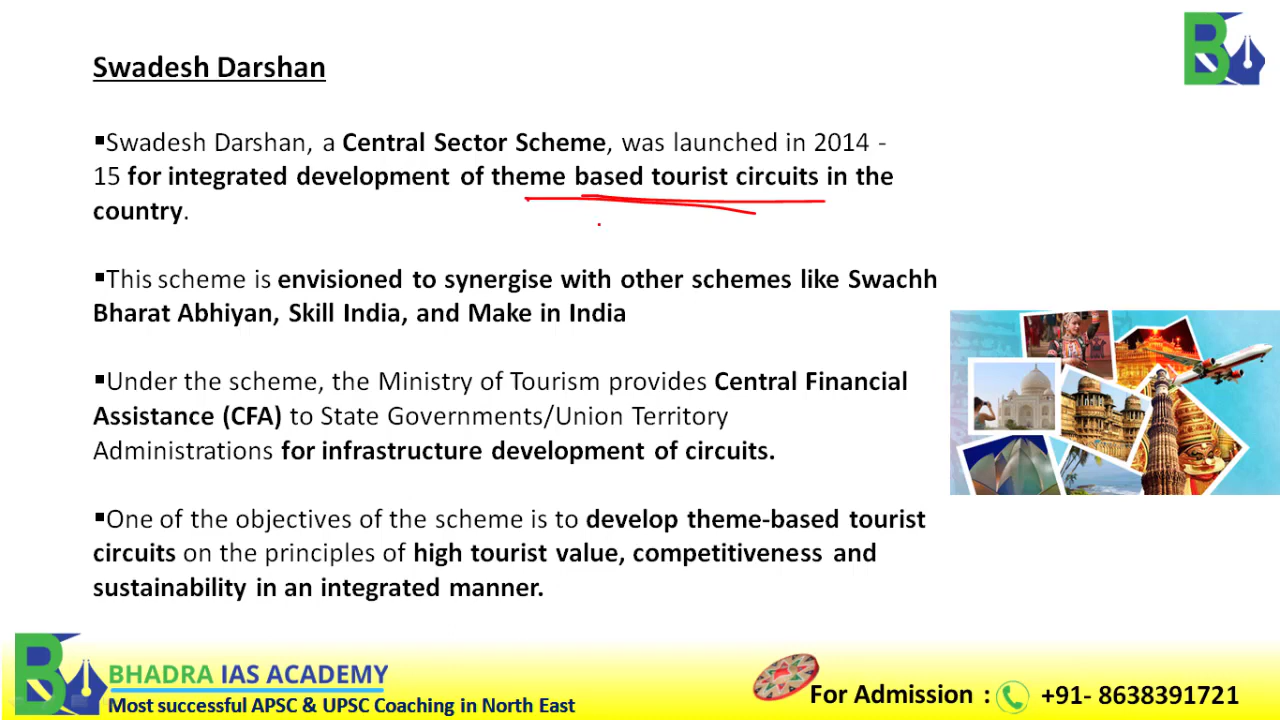 Swadesh Darshan
▪Swadesh Darshan, a Central Sector Scheme, was launched in 2014 -
15 for integrated development of theme based tourist circuits in the
country.
▪This scheme is envisioned to synergise with other schemes like Swachh
Bharat Abhiyan, Skill India, and Make in India
▪Under the scheme, the Ministry of Tourism provides Central Financial
Assistance (CFA) to State Governments/Union Territory
Administrations for infrastructure development of circuits.
▪One of the objectives of the scheme is to develop theme-based tourist
circuits on the principles of high tourist value, competitiveness and
sustainability in an integrated manner.
BHADRA IAS ACADEMY
Most successful APSC & UPSC Coaching in North East
For Admission : +91- 8638391721